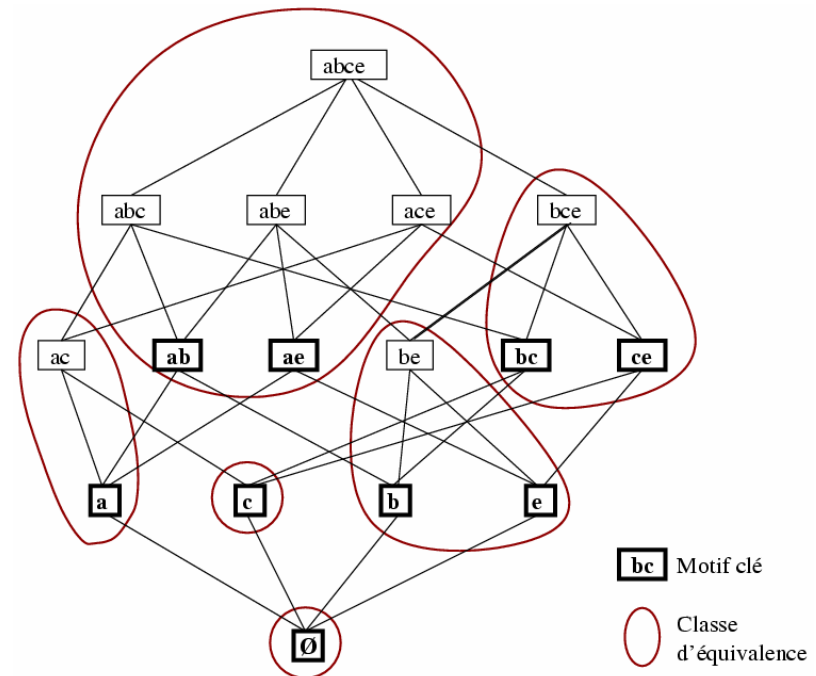 abce
abc abe ace bce
ac ab ae be bc ce
a c b e
Ø
bc Motif clé
Classe
d'équivalence